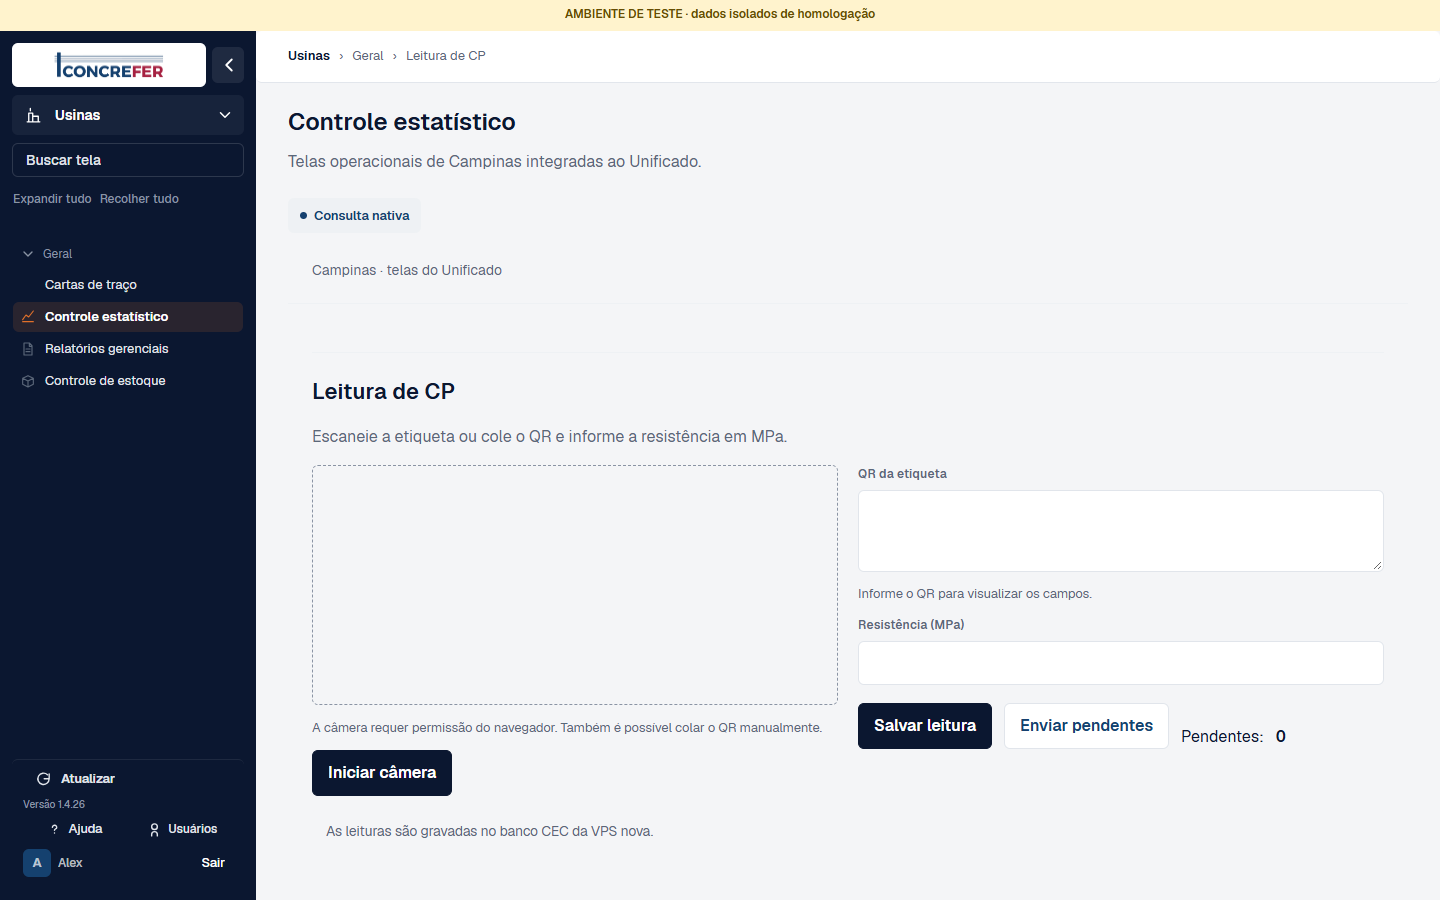 AMBIENTE DE TESTE · dados isolados de homologação
CONCREFER
Usinas
Buscar tela
Expandir tudo Recolher tudo
Geral
Cartas de traço
Controle estatístico
Relatórios gerenciais
Controle de estoque
Atualizar
Versão 1.4.26
? Ajuda
Usuários
A Alex
Sair
Usinas › Geral › Leitura de CP
Controle estatístico
Telas operacionais de Campinas integradas ao Unificado.
Consulta nativa
Campinas · telas do Unificado
Leitura de CP
Escaneie a etiqueta ou cole o QR e informe a resistência em MPa.
A câmera requer permissão do navegador. Também é possível colar o QR manualmente.
Iniciar câmera
QR da etiqueta
Informe o QR para visualizar os campos.
Resistência (MPa)
Salvar leitura
Enviar pendentes
Pendentes: 0
As leituras são gravadas no banco CEC da VPS nova.